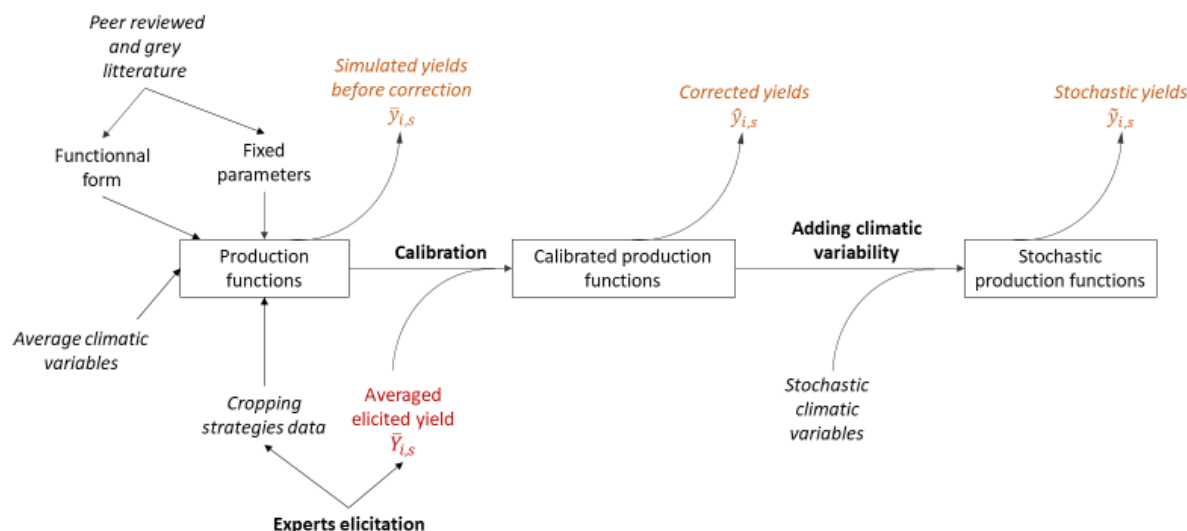 Peer reviewed
and grey
litterature
Simulated yields
before correction
ȳi,s
Corrected yields
ŷi,s
Stochastic yields
ỹi,s
Functionnal
form
Fixed
parameters
Production
functions
Calibration
Calibrated production
functions
Adding climatic
variability
Stochastic
production functions
Average climatic
variables
Cropping
strategies data
Averaged
elicited yield
Ȳi,s
Stochastic
climatic
variables
Experts elicitation